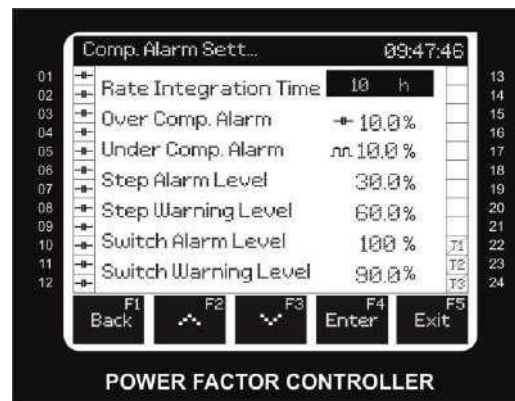 Comp. Alarm Sett... 09:47:46
01 13
02 Rate Integration Time 10 h 14
03 Over Comp. Alarm 10.0% 15
04 16
05 Under Comp. Alarm 10.0 % 17
06 Step Alarm Level 30.0% 18
07 19
08 Step Warning Level 60.0% 20
09 21
10 Switch Alarm Level 100 % T1 22
11 Switch Warning Level 90.0% T2 23
12 T3 24
F1 F2 F3 F4 F5
Back Enter Exit
POWER FACTOR CONTROLLER